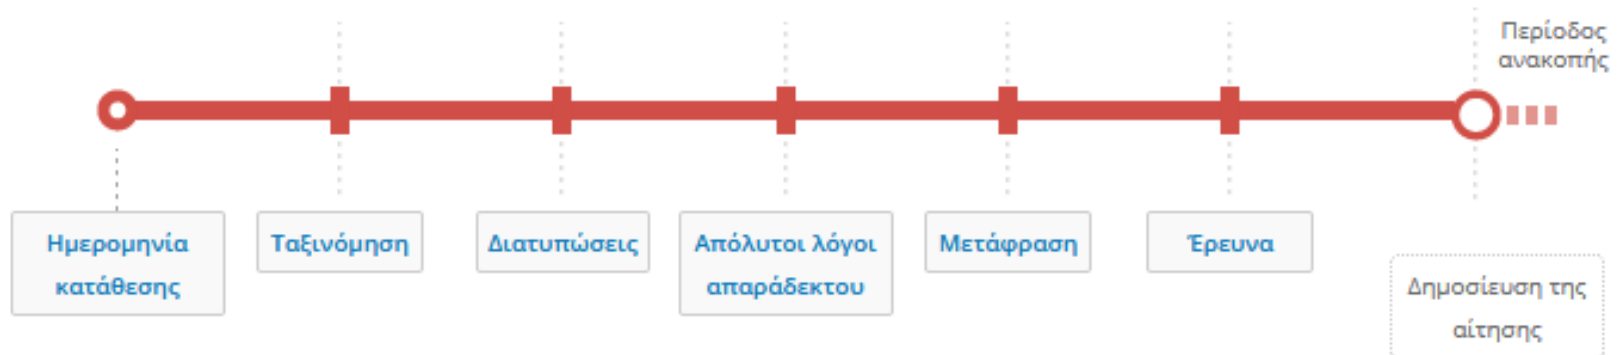 Περίοδος
ανακοπής
Ημερομηνία
κατάθεσης
Ταξινόμηση
Διατυπώσεις
Απόλυτοι λόγοι
απαράδεκτου
Μετάφραση
Έρευνα
Δημοσίευση της
αίτησης